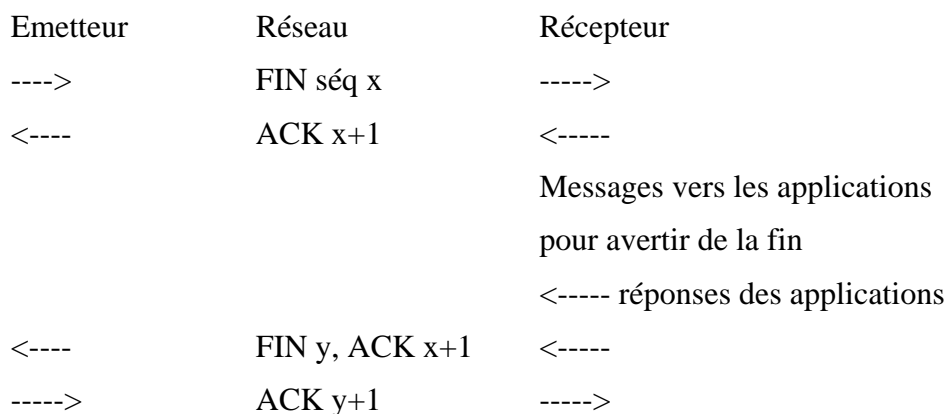 Emetteur Réseau Récepteur
----> FIN séq x ----->
<---- ACK x+1 <-----
Messages vers les applications
pour avertir de la fin
<----- réponses des applications
<---- FIN y, ACK x+1 <-----
-----> ACK y+1 ----->